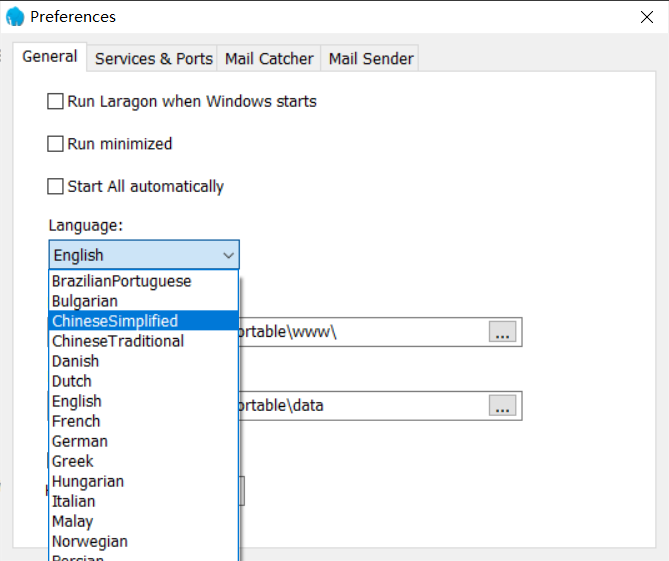 Preferences
General
Services & Ports
Mail Catcher
Mail Sender
Run Laragon when Windows starts
Run minimized
Start All automatically
Language:
English
BrazilianPortuguese
Bulgarian
ChineseSimplified
ChineseTraditional
ortable\www\
...
Danish
Dutch
English
ortable\data
...
French
German
Greek
Hungarian
Italian
Malay
Norwegian
Persian